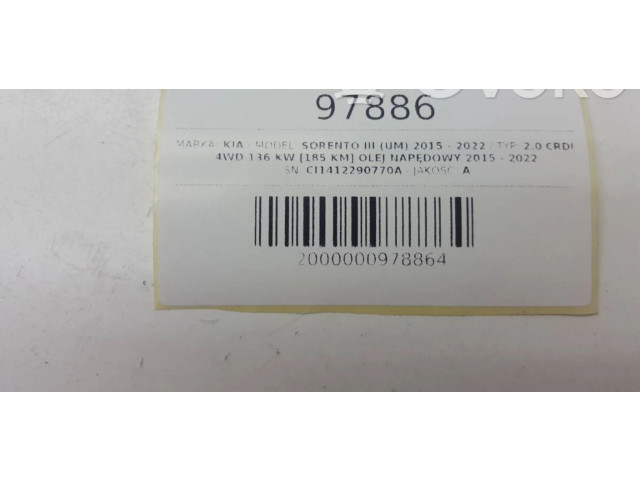 97886
MARKA: KIA · MODEL: SORENTO III (UM) 2015 - 2022 / TYP: 2.0 CRDI
4WD 136 KW [185 KM] OLEJ NAPĘDOWY 2015 - 2022
SN: CI1412290770A · JAKOŚĆ: A
2000000978864